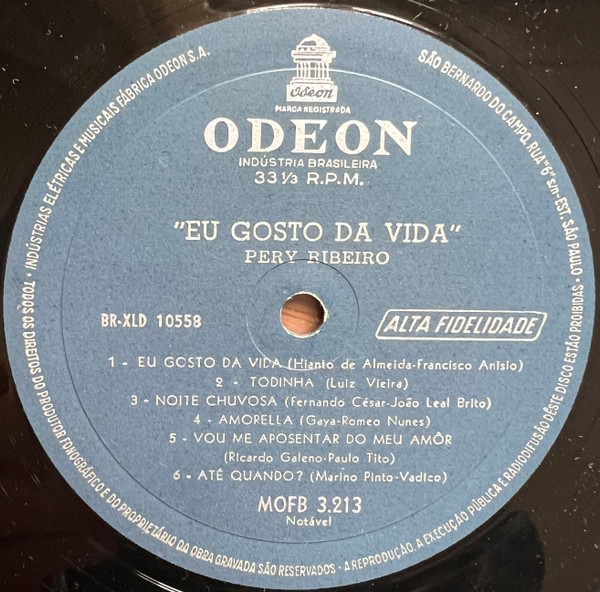 Odeon
MARCA REGISTRADA
ODEON
INDÚSTRIA BRASILEIRA
33 1/3 R.P.M.
"EU GOSTO DA VIDA"
PERY RIBEIRO
BR-XLD 10558
ALTA FIDELIDADE
1 - EU GOSTO DA VIDA (Hianto de Almeida-Francisco Anisio)
2 - TODINHA (Luiz Vieira)
3 - NOITE CHUVOSA (Fernando César-João Leal Brito)
4 - AMORELLA (Gaya-Romeo Nunes)
5 - VOU ME APOSENTAR DO MEU AMÔR
(Ricardo Galeno-Paulo Tito)
6 - ATÉ QUANDO? (Marino Pinto-Vadico)
MOFB 3.213
Notável
• INDÚSTRIAS ELÉTRICAS E MUSICAIS FÁBRICA ODEON S.A.
SÃO BERNARDO DO CAMPO, RUA "6" s/n-EST. SÃO PAULO •
TODOS OS DIREITOS DO PRODUTOR FONOGRÁFICO E DO PROPRIETÁRIO DA OBRA GRAVADA SÃO RESERVADOS - A REPRODUÇÃO, A EXECUÇÃO PÚBLICA E RADIODIFUSÃO DÊSTE DISCO ESTÃO PROIBIDAS •